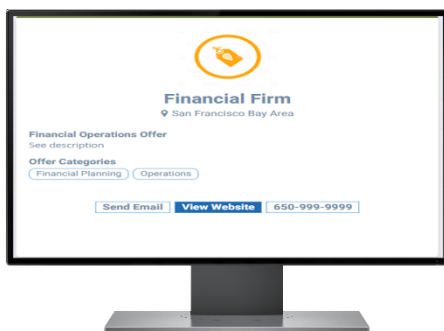 Financial Firm
San Francisco Bay Area
Financial Operations Offer
See description
Offer Categories
Financial Planning Operations
Send Email View Website 650-999-9999